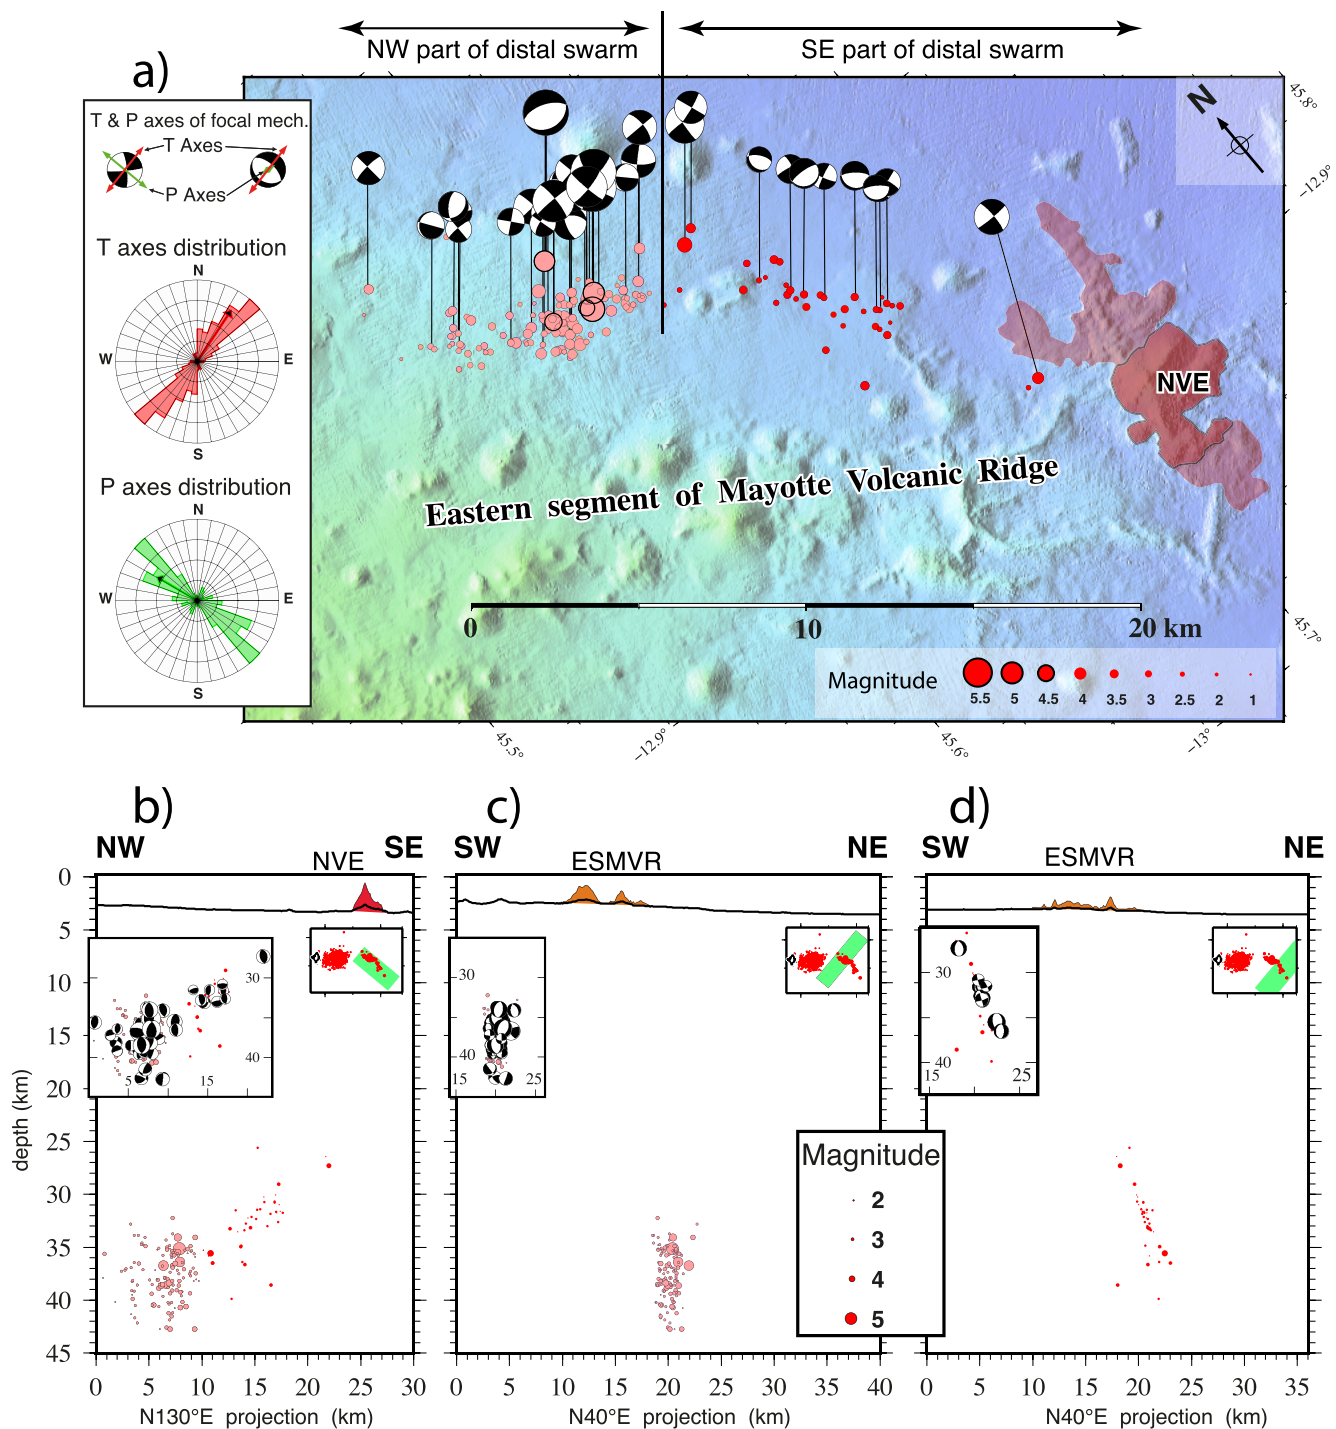 NW part of distal swarm
SE part of distal swarm
a)
T & P axes of focal mech.
T Axes
P Axes
T axes distribution
N
W
E
S
P axes distribution
N
W
E
S
N
45.8°
-12.9°
NVE
Eastern segment of Mayotte Volcanic Ridge
0
10
20 km
45.7°
Magnitude
5.5
5
4.5
4
3.5
3
2.5
2
1
45.5°
-12.9°
45.6°
-13°
b)
c)
d)
NW
NVE
SE
SW
ESMVR
NE
SW
ESMVR
NE
0
5
10
15
20
25
30
35
40
45
depth (km)
30
40
5
15
30
40
15
25
30
40
15
25
Magnitude
2
3
4
5
0 5 10 15 20 25 30
0 5 10 15 20 25 30 35 40
0 5 10 15 20 25 30 35
N130°E projection (km)
N40°E projection (km)
N40°E projection (km)